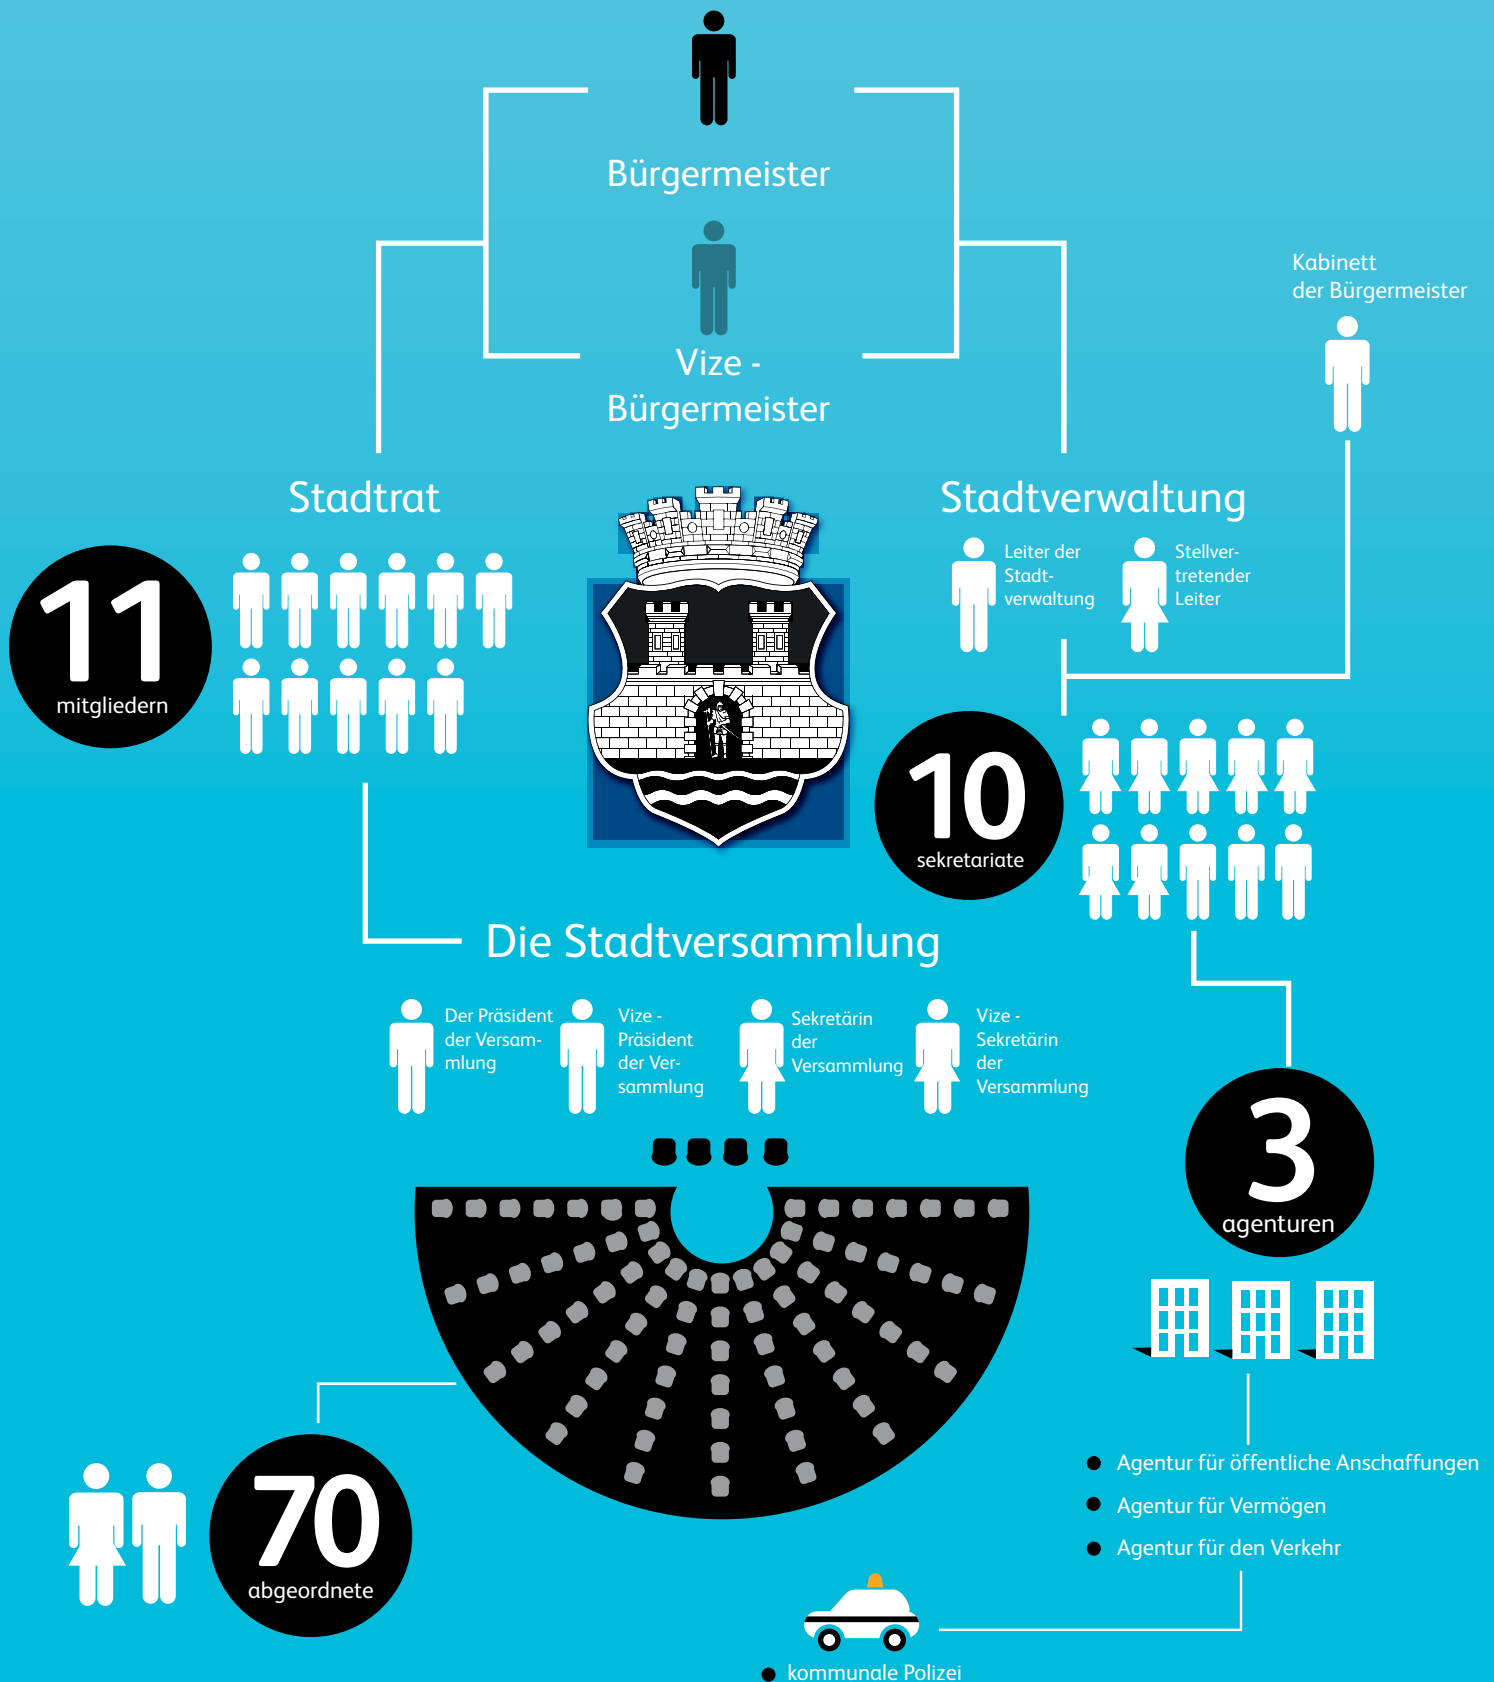 Bürgermeister
Vize -
Bürgermeister
Kabinett
der Bürgermeister
Stadtrat
11
mitgliedern
Stadtverwaltung
Leiter der
Stadt-
verwaltung
Stellver-
tretender
Leiter
10
sekretariate
Die Stadtversammlung
Der Präsident
der Versam-
mlung
Vize -
Präsident
der Ver-
sammlung
Sekretärin
der
Versammlung
Vize -
Sekretärin
der
Versammlung
3
agenturen
70
abgeordnete
Agentur für öffentliche Anschaffungen
Agentur für Vermögen
Agentur für den Verkehr
kommunale Polizei